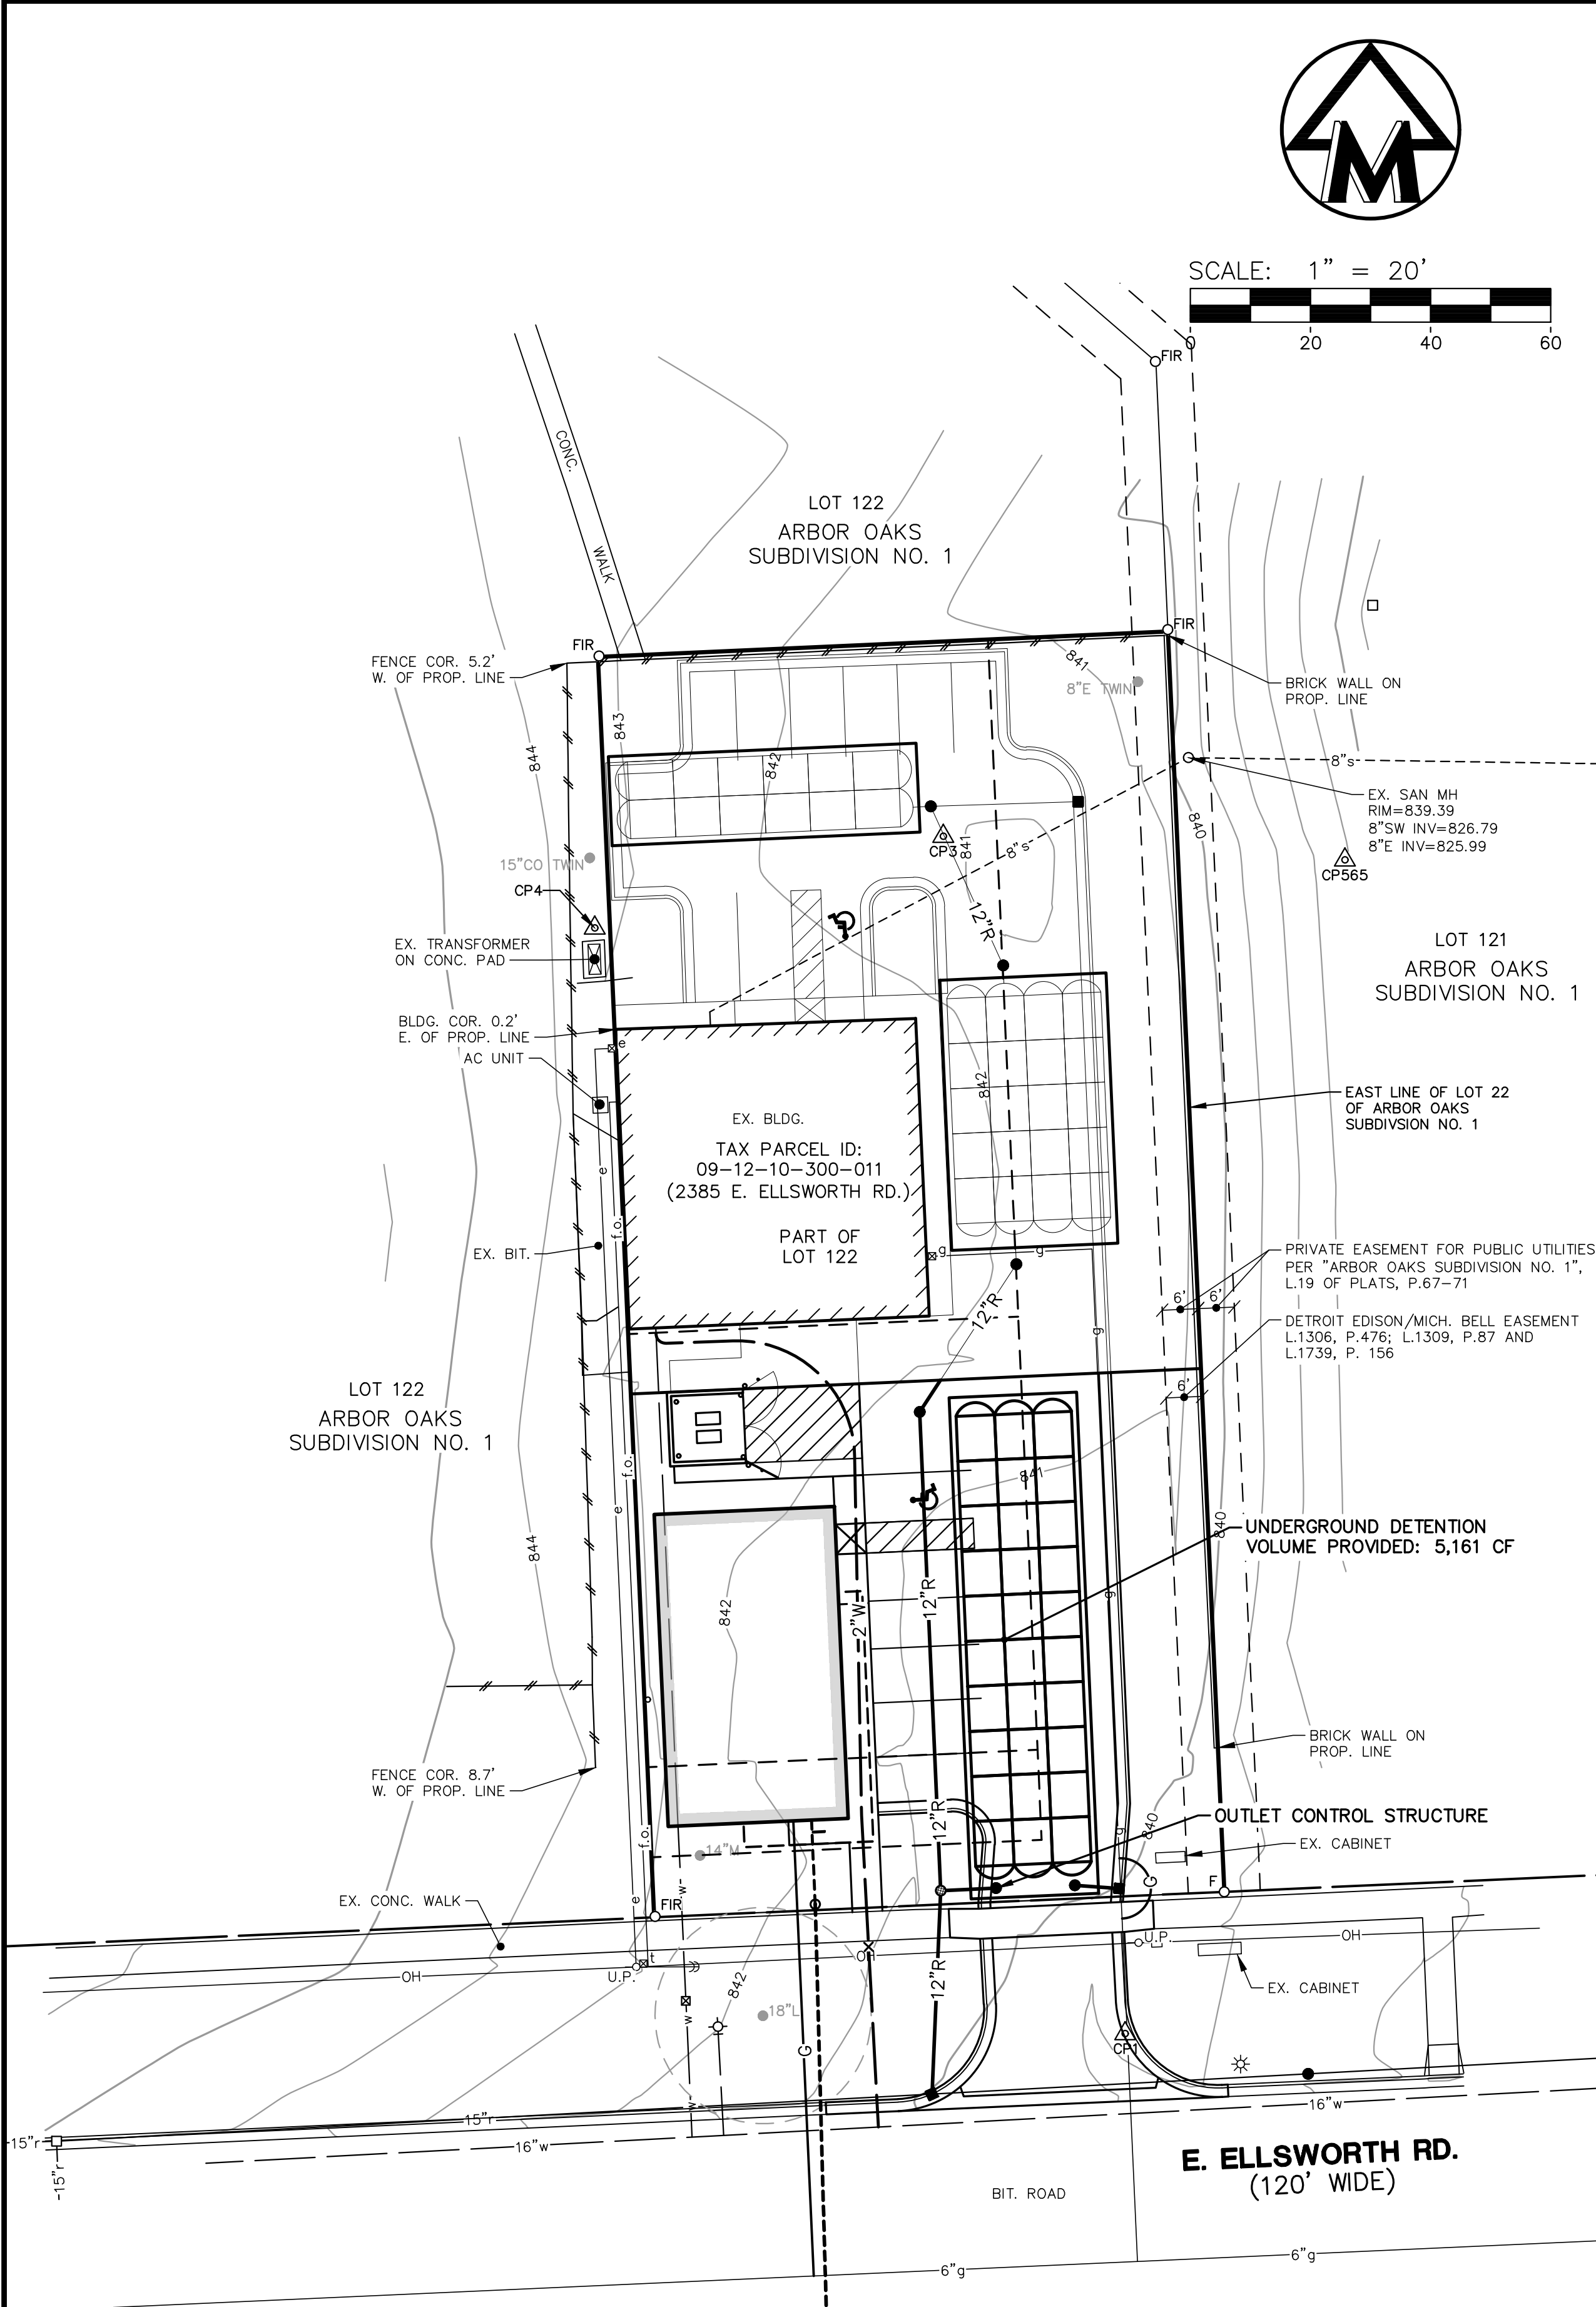 M
SCALE: 1" = 20'
0 20 40 60
FIR
CONC.
WALK
LOT 122
ARBOR OAKS
SUBDIVISION NO. 1
FIR
FIR
FENCE COR. 5.2'
W. OF PROP. LINE
841
8"E TWIN
BRICK WALL ON
PROP. LINE
843
844
842
8"s
EX. SAN MH
RIM=839.39
8"SW INV=826.79
8"E INV=825.99
840
CP3
841
8"s
CP565
15"CO TWIN
CP4
12"R
EX. TRANSFORMER
ON CONC. PAD
LOT 121
ARBOR OAKS
SUBDIVISION NO. 1
BLDG. COR. 0.2'
E. OF PROP. LINE
e
AC UNIT
842
EAST LINE OF LOT 22
OF ARBOR OAKS
SUBDIVSION NO. 1
EX. BLDG.
TAX PARCEL ID:
09-12-10-300-011
(2385 E. ELLSWORTH RD.)
PART OF
LOT 122
e
f.o.
EX. BIT.
g
g
PRIVATE EASEMENT FOR PUBLIC UTILITIES
PER "ARBOR OAKS SUBDIVISION NO. 1",
L.19 OF PLATS, P.67-71
6' 6'
12"R
g
DETROIT EDISON/MICH. BELL EASEMENT
L.1306, P.476; L.1309, P.87 AND
L.1739, P. 156
6'
LOT 122
ARBOR OAKS
SUBDIVISION NO. 1
f.o.
841
e
844
840
UNDERGROUND DETENTION
VOLUME PROVIDED: 5,161 CF
842
2"W
12"R
g
BRICK WALL ON
PROP. LINE
FENCE COR. 8.7'
W. OF PROP. LINE
12"R
f.o.
g
840
OUTLET CONTROL STRUCTURE
EX. CABINET
14"M
EX. CONC. WALK
e
w
FIR
G
F
t
U.P.
OH
OH
U.P.
OH
842
12"R
EX. CABINET
18"L
w
G
CP1
w
15"r
15"r
15"r
16"w
16"w
E. ELLSWORTH RD.
(120' WIDE)
BIT. ROAD
6"g
6"g